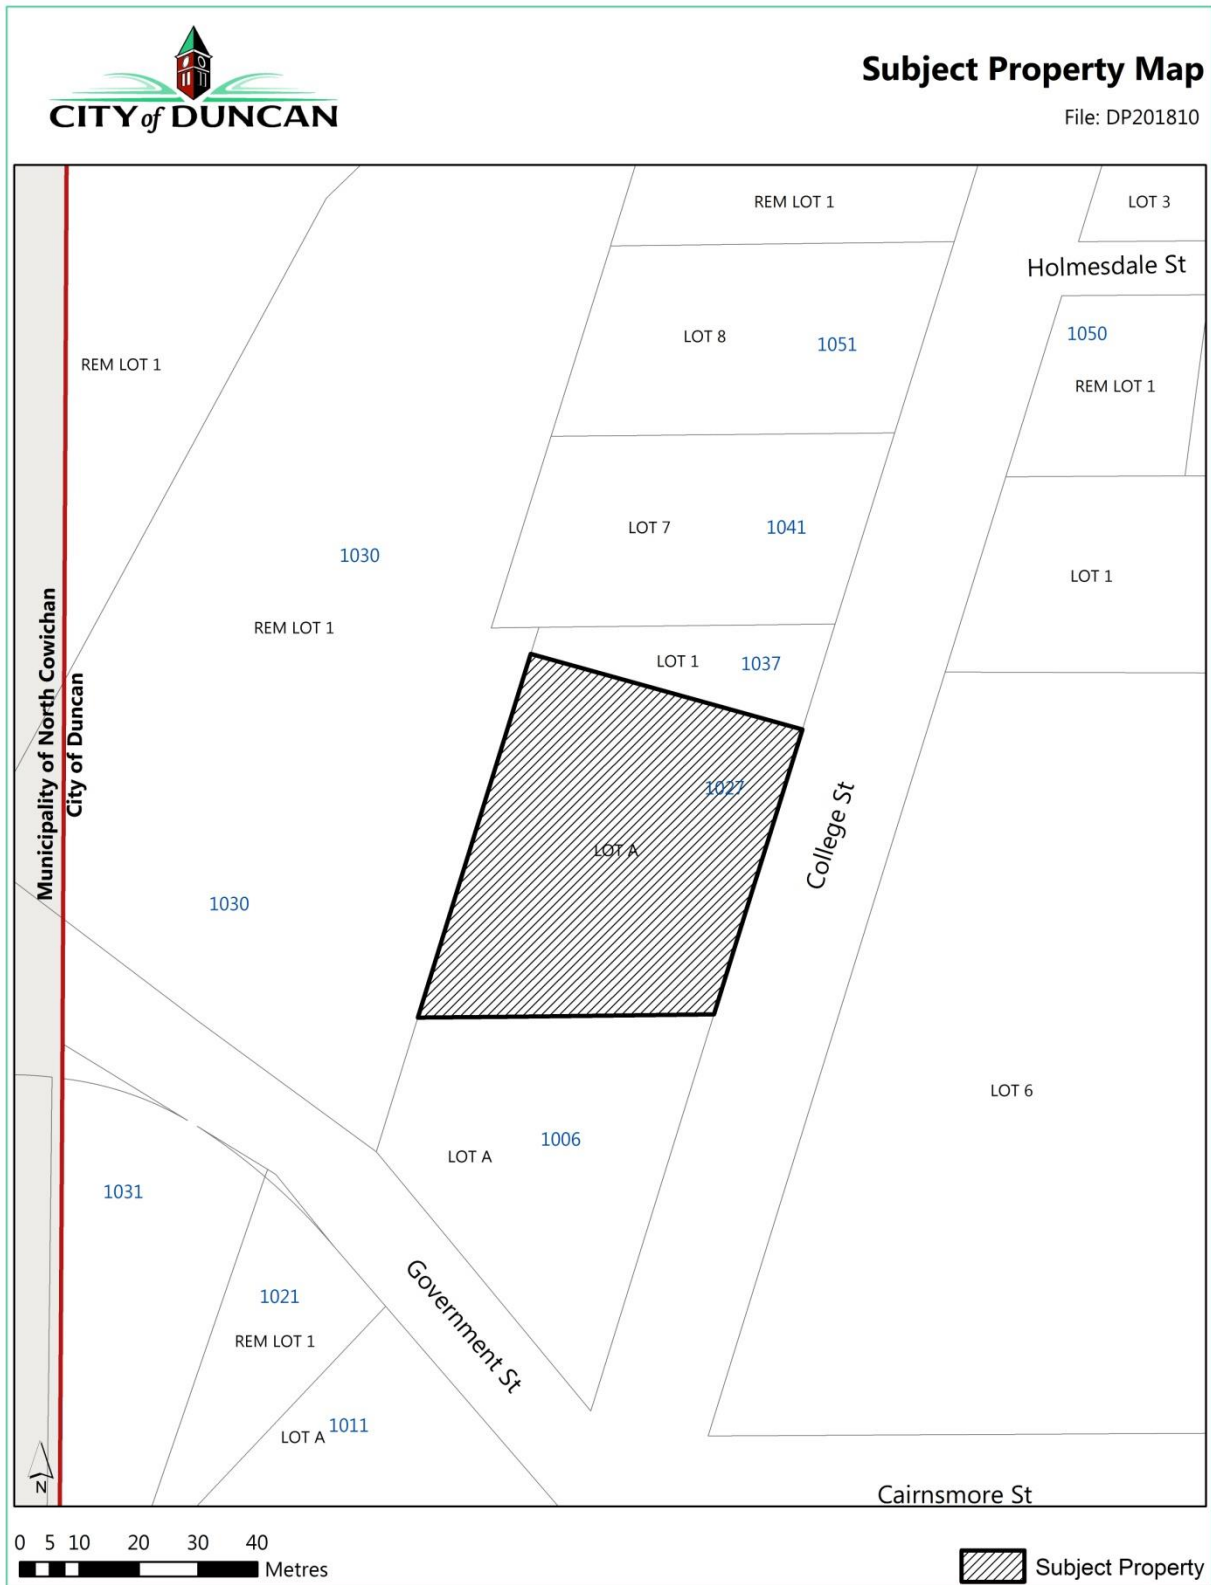 CITY of DUNCAN
Subject Property Map
File: DP201810
REM LOT 1
LOT 3
Holmesdale St
LOT 8
1051
1050
REM LOT 1
REM LOT 1
LOT 7
1041
1030
LOT 1
REM LOT 1
LOT 1
1037
Municipality of North Cowichan
City of Duncan
1027
College St
LOT A
1030
LOT 6
1006
LOT A
1031
Government St
1021
REM LOT 1
1011
LOT A
N
Cairnsmore St
0 5 10 20 30 40
Metres
Subject Property